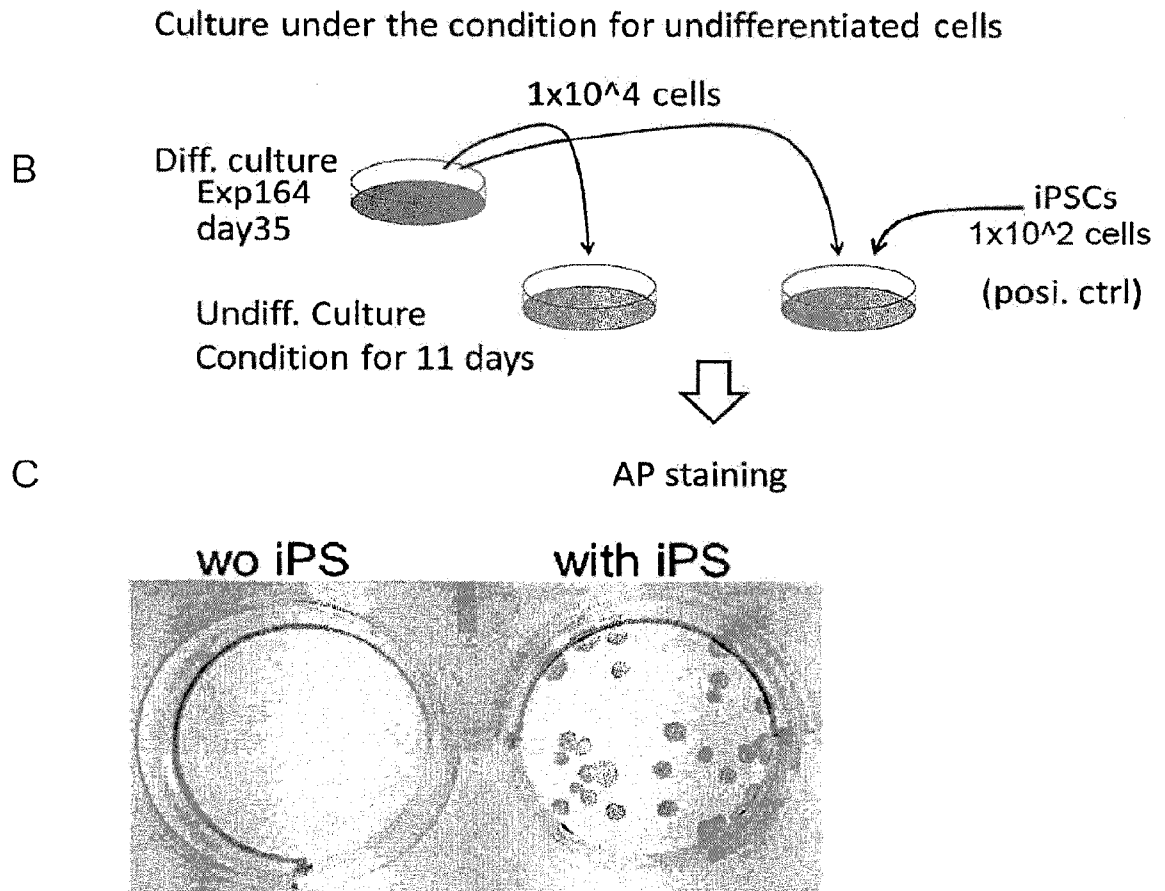 Culture under the condition for undifferentiated cells
1x10^4 cells
B
Diff. culture
Exp164
day35
iPSCs
1x10^2 cells
(posi. ctrl)
Undiff. Culture
Condition for 11 days
C
AP staining
wo iPS
with iPS